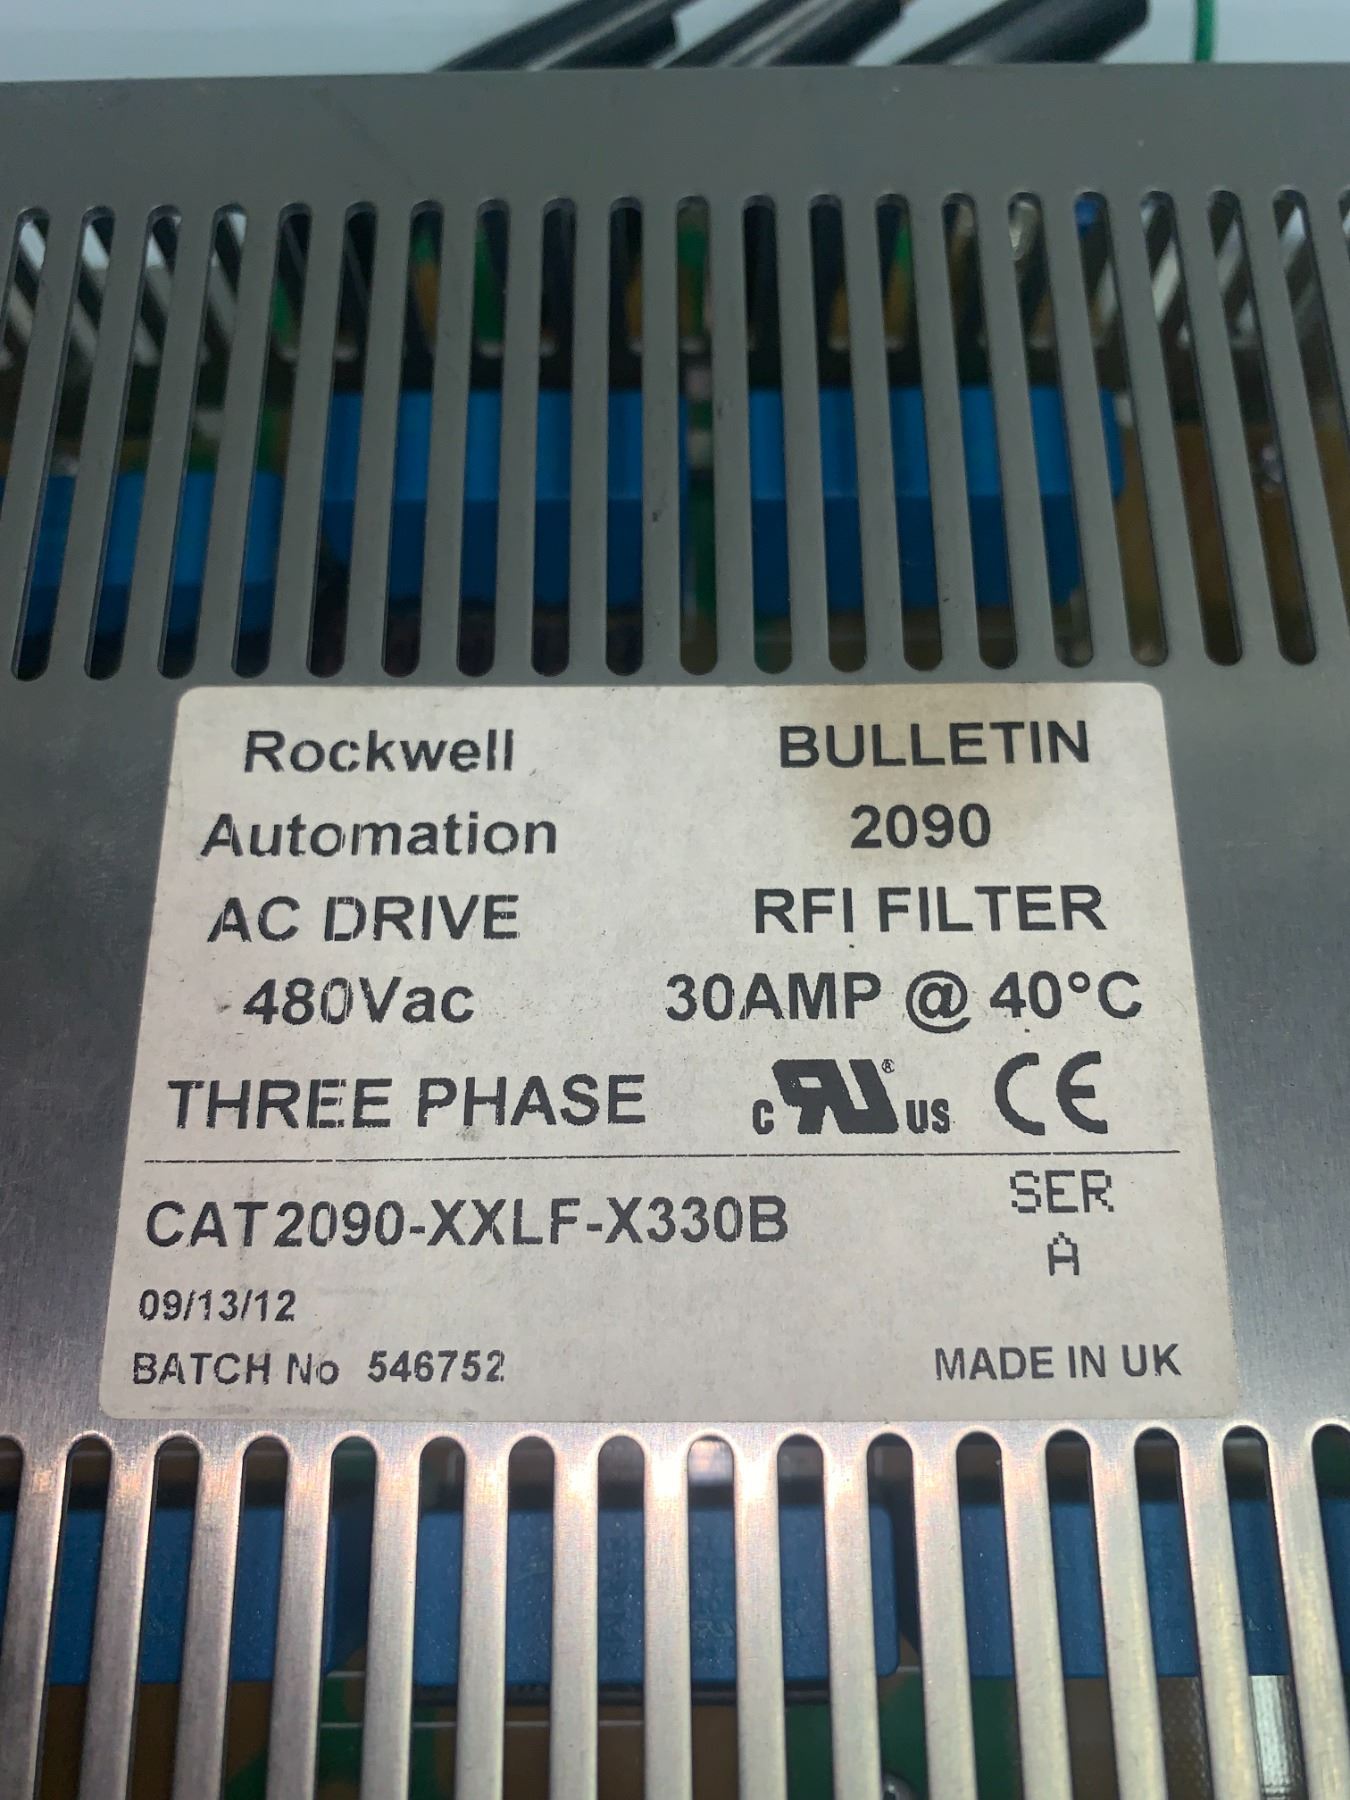 Rockwell BULLETIN
Automation 2090
AC DRIVE RFI FILTER
480Vac 30AMP @ 40°C
THREE PHASE c RU ® US CE
CAT2090-XXLF-X330B SER
A
09/13/12
BATCH No 546752 MADE IN UK